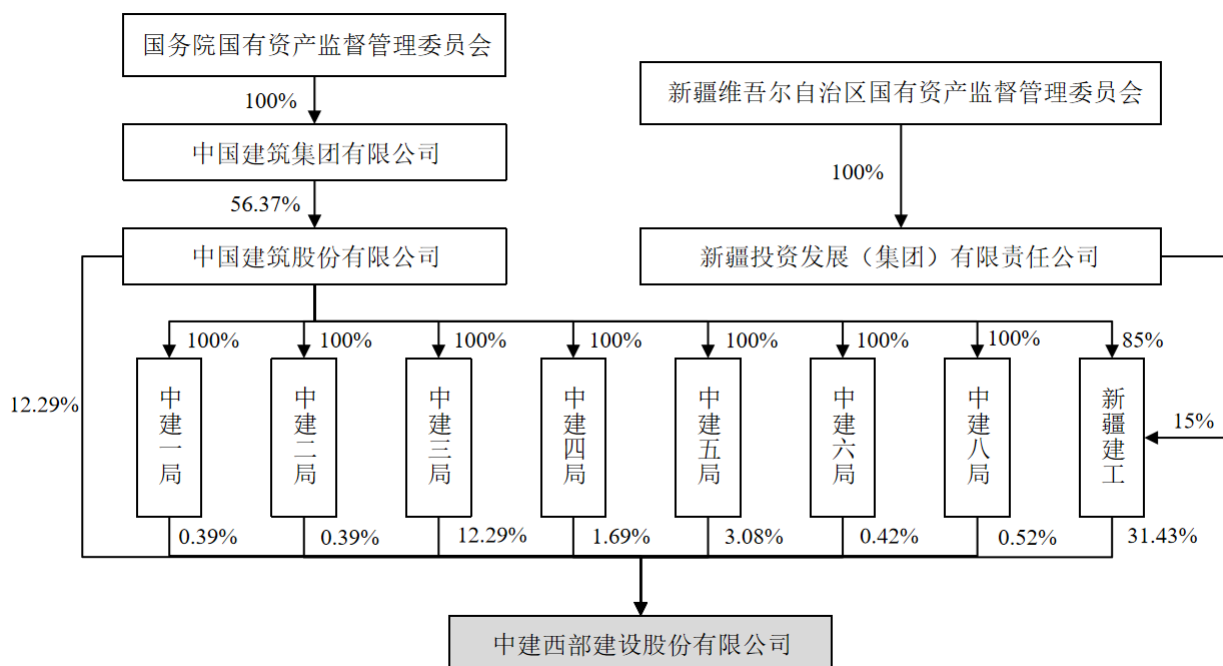 国务院国有资产监督管理委员会
新疆维吾尔自治区国有资产监督管理委员会
100%
中国建筑集团有限公司
100%
56.37%
中国建筑股份有限公司
新疆投资发展（集团）有限责任公司
100%
100%
100%
100%
100%
100%
100%
85%
12.29%
中建一局
中建二局
中建三局
中建四局
中建五局
中建六局
中建八局
新疆建工
15%
0.39%
0.39%
12.29%
1.69%
3.08%
0.42%
0.52%
31.43%
中建西部建设股份有限公司